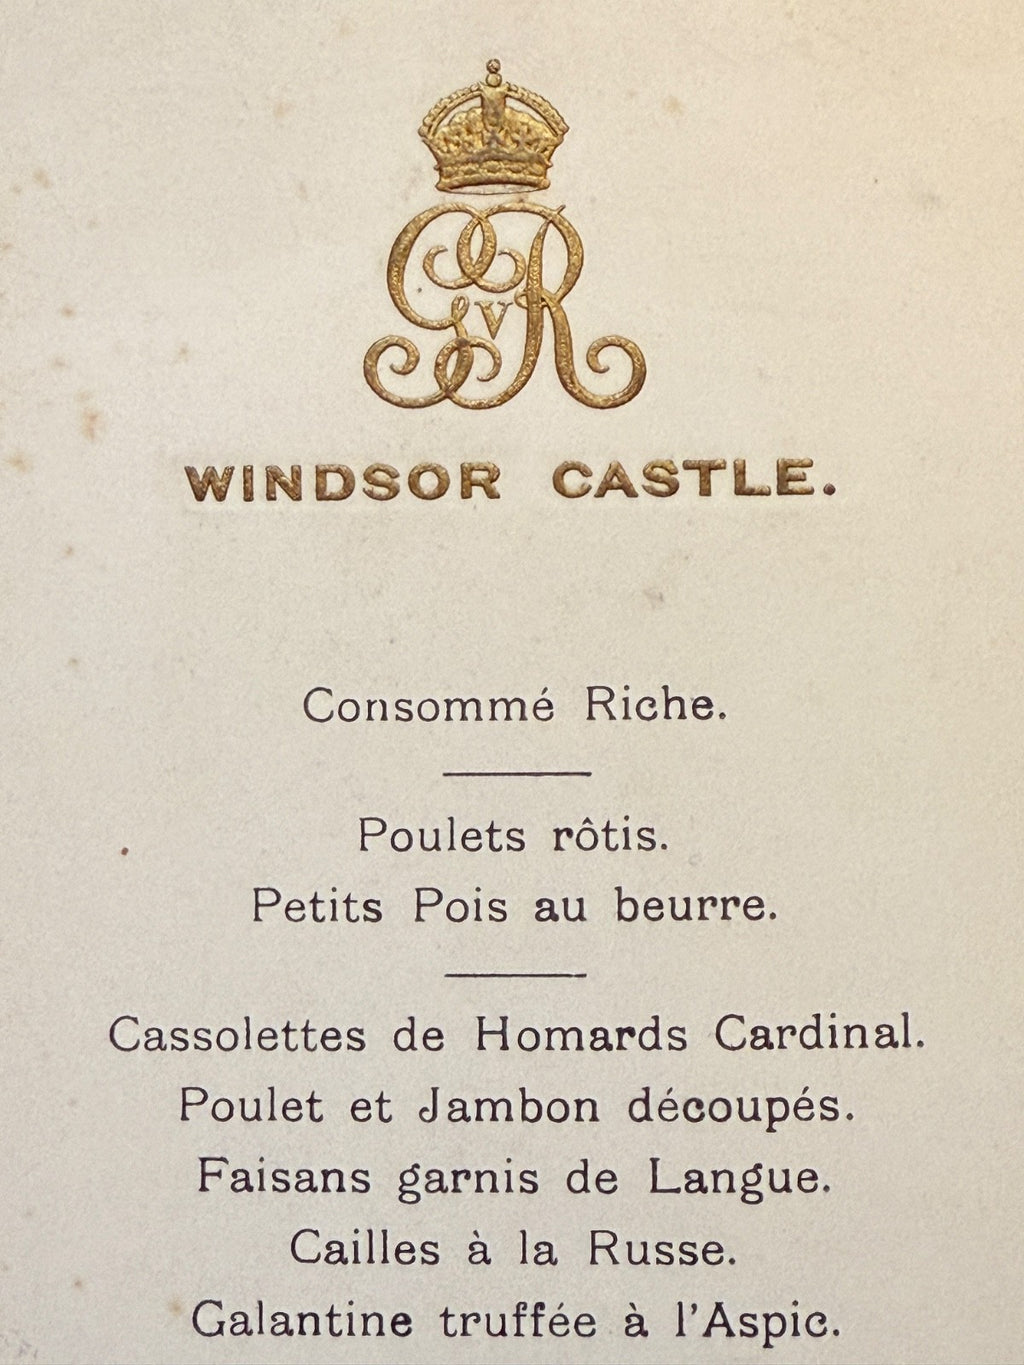 GVR
WINDSOR CASTLE.
Consommé Riche.
Poulets rôtis.
Petits Pois au beurre.
Cassolettes de Homards Cardinal.
Poulet et Jambon découpés.
Faisans garnis de Langue.
Cailles à la Russe.
Galantine truffée à l'Aspic.